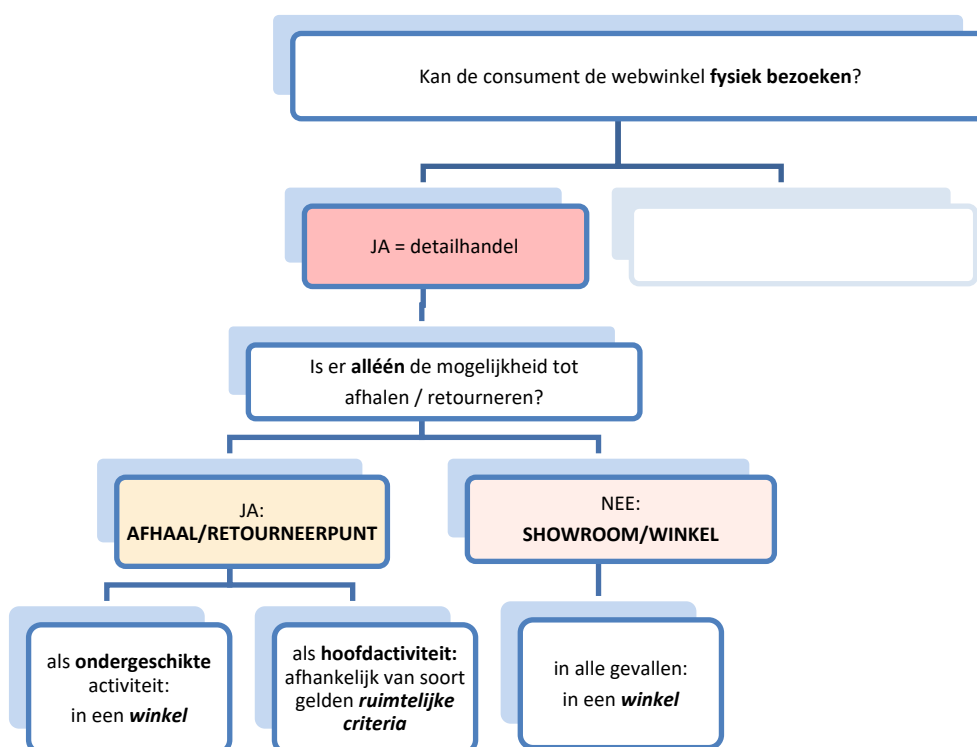 Kan de consument de webwinkel fysiek bezoeken?
JA = detailhandel
Is er alléén de mogelijkheid tot
afhalen / retourneren?
JA:
AFHAAL/RETOURNEERPUNT
NEE:
SHOWROOM/WINKEL
als ondergeschikte
activiteit:
in een winkel
als hoofdactiviteit:
afhankelijk van soort
gelden ruimtelijke
criteria
in alle gevallen:
in een winkel